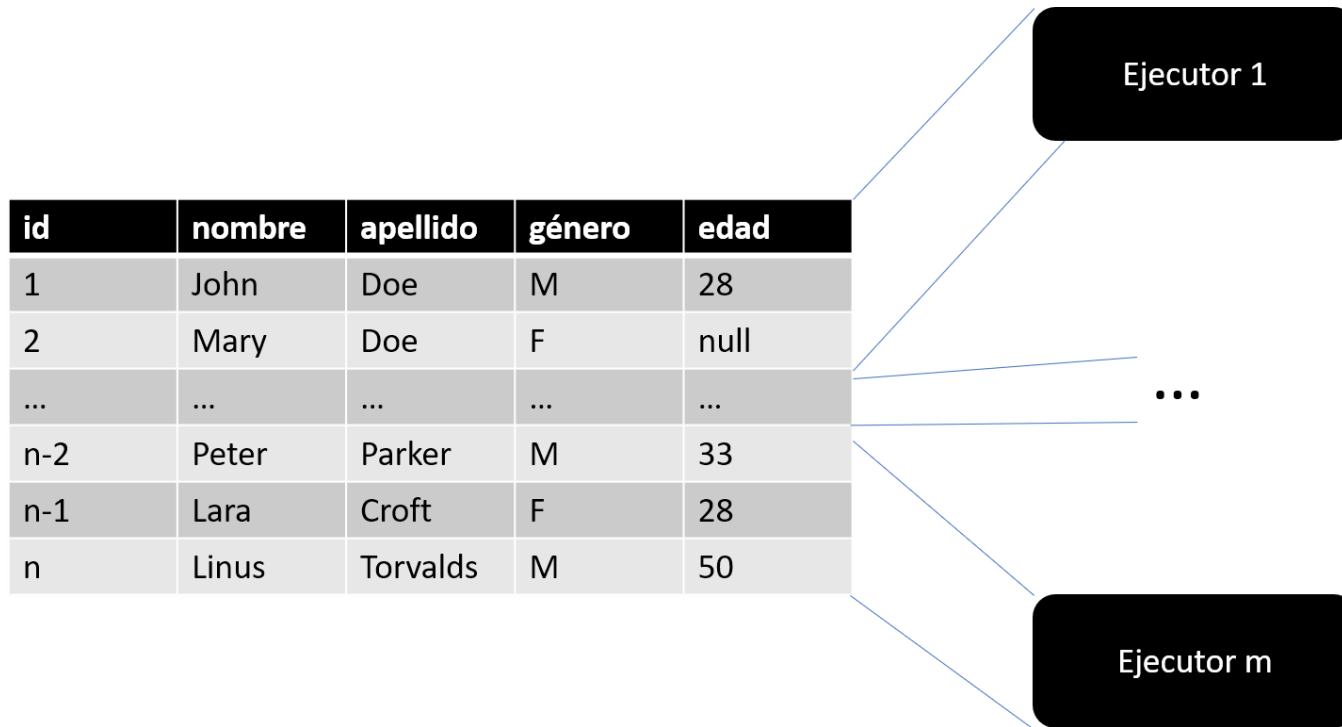 Ejecutor 1
id nombre apellido género edad
1 John Doe M 28
2 Mary Doe F null
... ... ... ... ...
...
n-2 Peter Parker M 33
n-1 Lara Croft F 28
n Linus Torvalds M 50
Ejecutor m